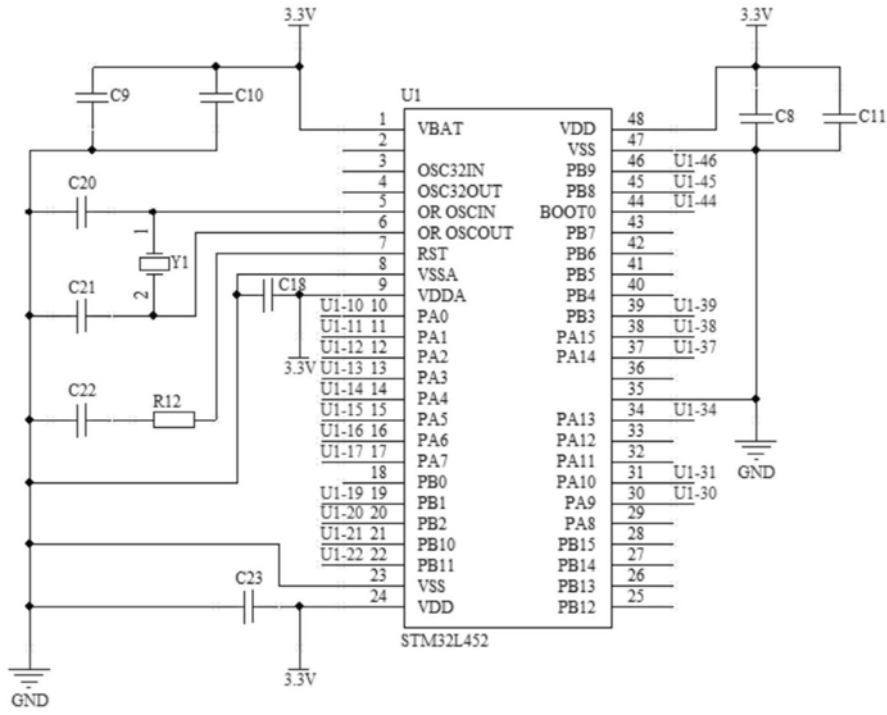 3.3V
3.3V
C9
C10
C8
C11
U1
1 VBAT VDD 48
2 VSS 47
3 OSC32IN PB9 46 U1-46
4 OSC32OUT PB8 45 U1-45
5 OR OSCIN BOOT0 44 U1-44
6 OR OSCOUT PB7 43
7 RST PB6 42
8 VSSA PB5 41
9 VDDA PB4 40
U1-10 10 PA0 PB3 39 U1-39
U1-11 11 PA1 PA15 38 U1-38
U1-12 12 PA2 PA14 37 U1-37
U1-13 13 PA3 36
U1-14 14 PA4 35
U1-15 15 PA5 PA13 34 U1-34
U1-16 16 PA6 PA12 33
U1-17 17 PA7 PA11 32
18 PB0 PA10 31 U1-31
U1-19 19 PB1 PA9 30 U1-30
U1-20 20 PB2 PA8 29
U1-21 21 PB10 PB15 28
U1-22 22 PB11 PB14 27
23 VSS PB13 26
24 VDD PB12 25
STM32L452
C20
1
Y1
2
C21
C18
3.3V
C22
R12
C23
3.3V
GND
GND